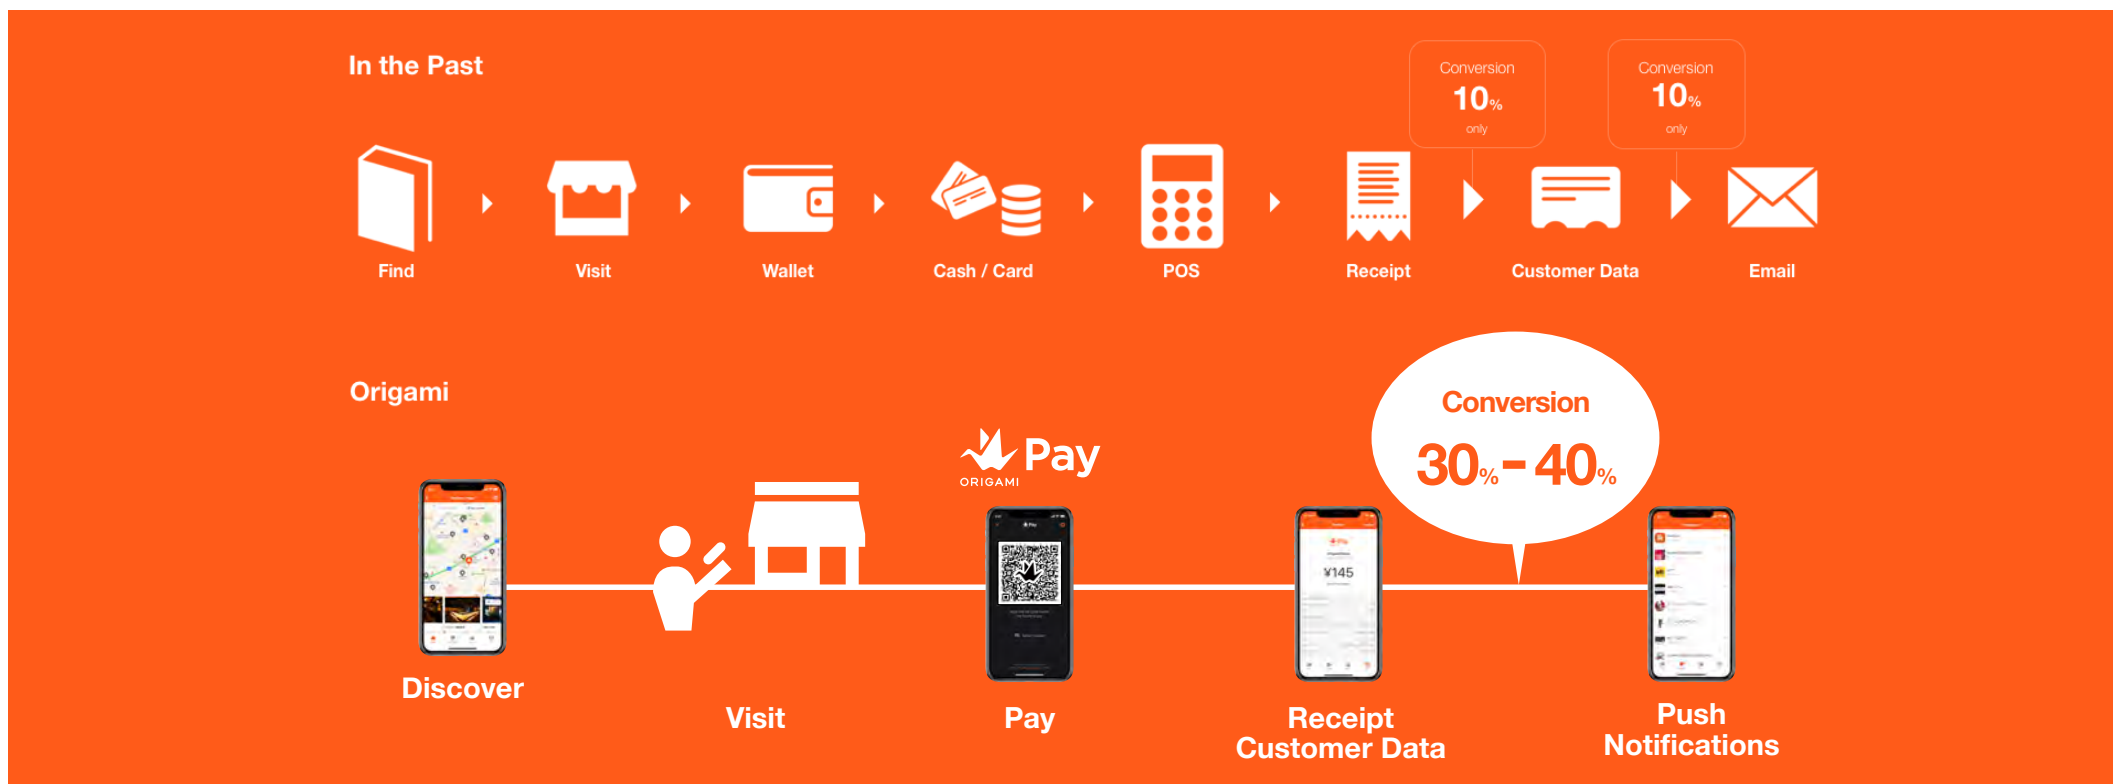 In the Past
Conversion
10%
only
Conversion
10%
only
Find
Visit
Wallet
Cash / Card
POS
Receipt
Customer Data
Email
Origami
Conversion
30%-40%
Pay
ORIGAMI
Pay
¥145
Discover
Visit
Pay
Receipt
Customer Data
Push
Notifications